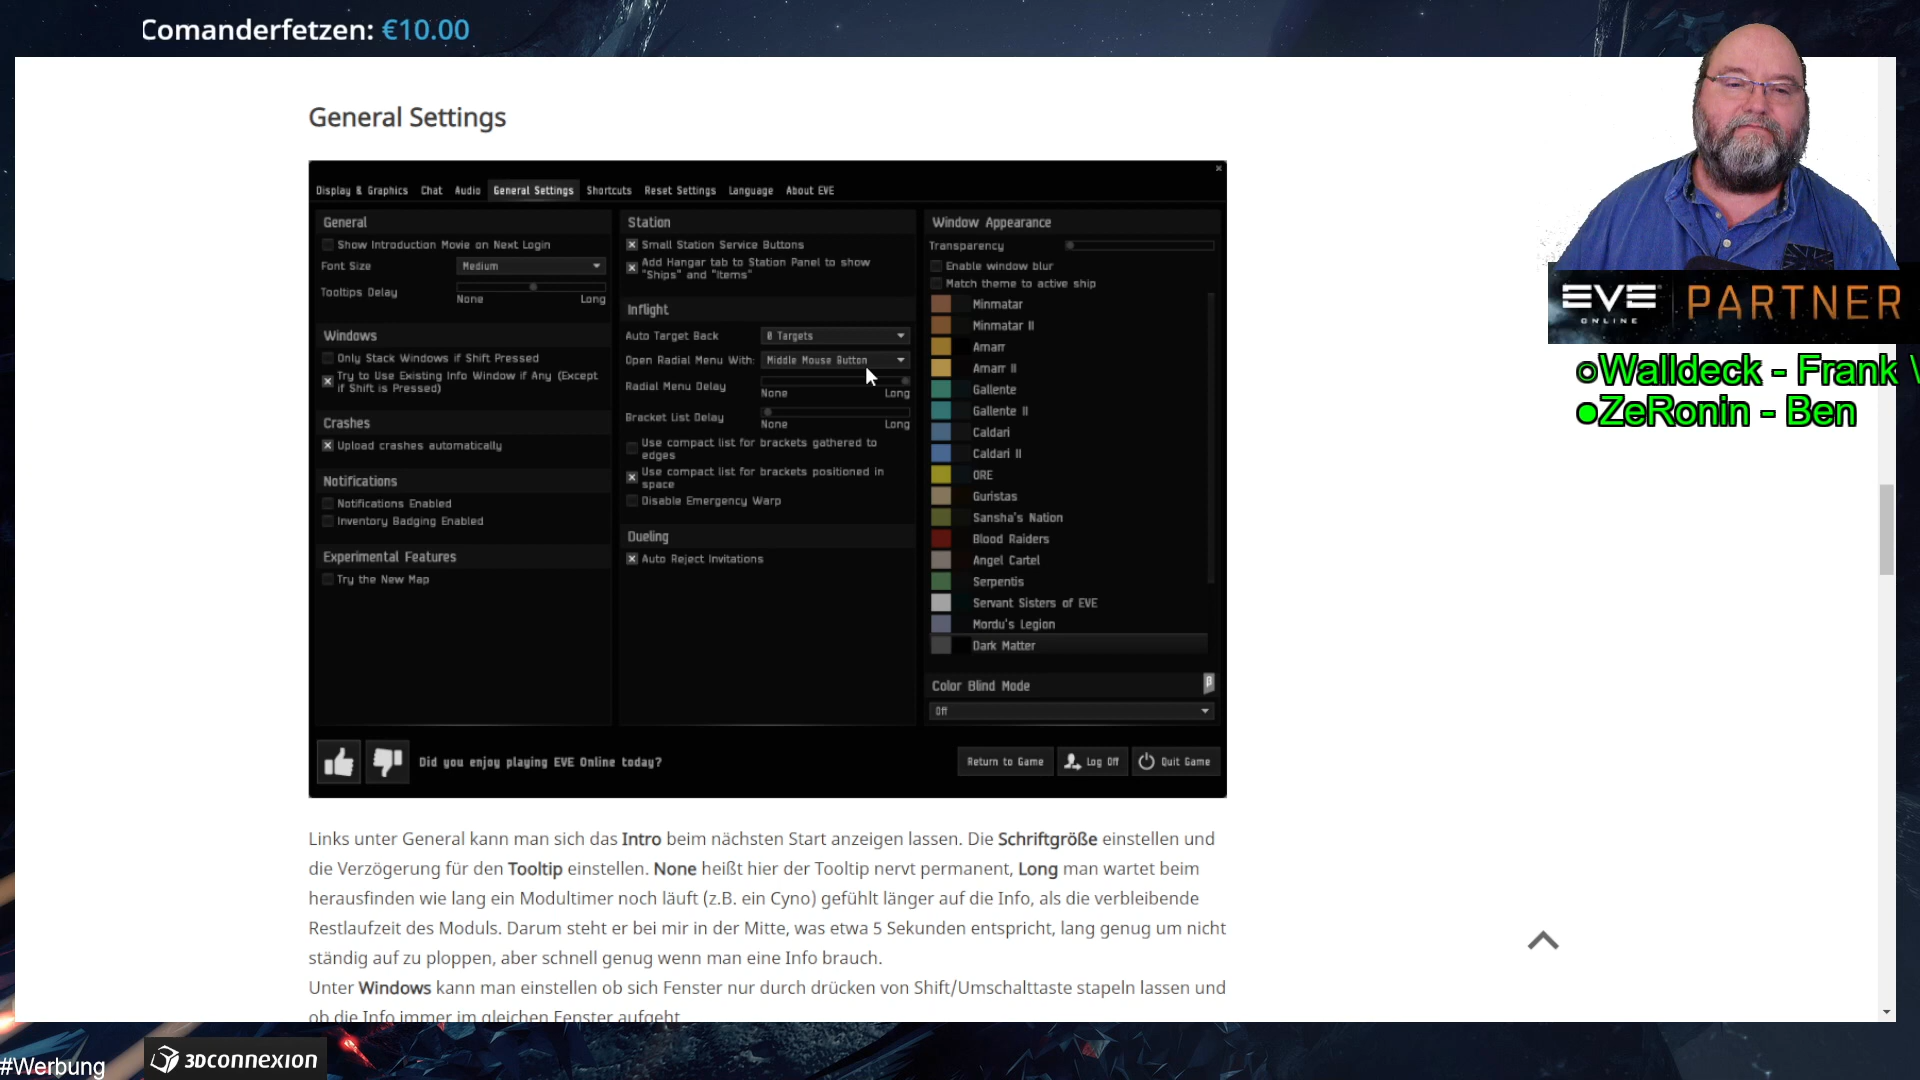 Comanderfetzen: €10.00
General Settings
Display & Graphics Chat Audio General Settings Shortcuts Reset Settings Language About EVE
General
Show Introduction Movie on Next Login
Font Size Medium
Tooltips Delay
None Long
Windows
Only Stack Windows if Shift Pressed
Try to Use Existing Info Window if Any (Except
if Shift is Pressed)
Crashes
Upload crashes automatically
Notifications
Notifications Enabled
Inventory Badging Enabled
Experimental Features
Try the New Map
Station
Small Station Service Buttons
Add Hangar tab to Station Panel to show
"Ships" and "Items"
Inflight
Auto Target Back 0 Targets
Open Radial Menu With: Middle Mouse Button
Radial Menu Delay
None Long
Bracket List Delay
None Long
Use compact list for brackets gathered to
edges
Use compact list for brackets positioned in
space
Disable Emergency Warp
Dueling
Auto Reject Invitations
Window Appearance
Transparency
Enable window blur
Match theme to active ship
Minmatar
Minmatar II
Amarr
Amarr II
Gallente
Gallente II
Caldari
Caldari II
ORE
Guristas
Sansha's Nation
Blood Raiders
Angel Cartel
Serpentis
Servant Sisters of EVE
Mordu's Legion
Dark Matter
Color Blind Mode β
Off
Did you enjoy playing EVE Online today?
Return to Game Log Off Quit Game
Links unter General kann man sich das Intro beim nächsten Start anzeigen lassen. Die Schriftgröße einstellen und
die Verzögerung für den Tooltip einstellen. None heißt hier der Tooltip nervt permanent, Long man wartet beim
herausfinden wie lang ein Modultimer noch läuft (z.B. ein Cyno) gefühlt länger auf die Info, als die verbleibende
Restlaufzeit des Moduls. Darum steht er bei mir in der Mitte, was etwa 5 Sekunden entspricht, lang genug um nicht
ständig auf zu ploppen, aber schnell genug wenn man eine Info brauch.
Unter Windows kann man einstellen ob sich Fenster nur durch drücken von Shift/Umschalttaste stapeln lassen und
ob die Info immer im gleichen Fenster aufgeht
EVE ONLINE PARTNER
Walldeck - Frank
ZeRonin - Ben
#Werbung
3Dconnexion